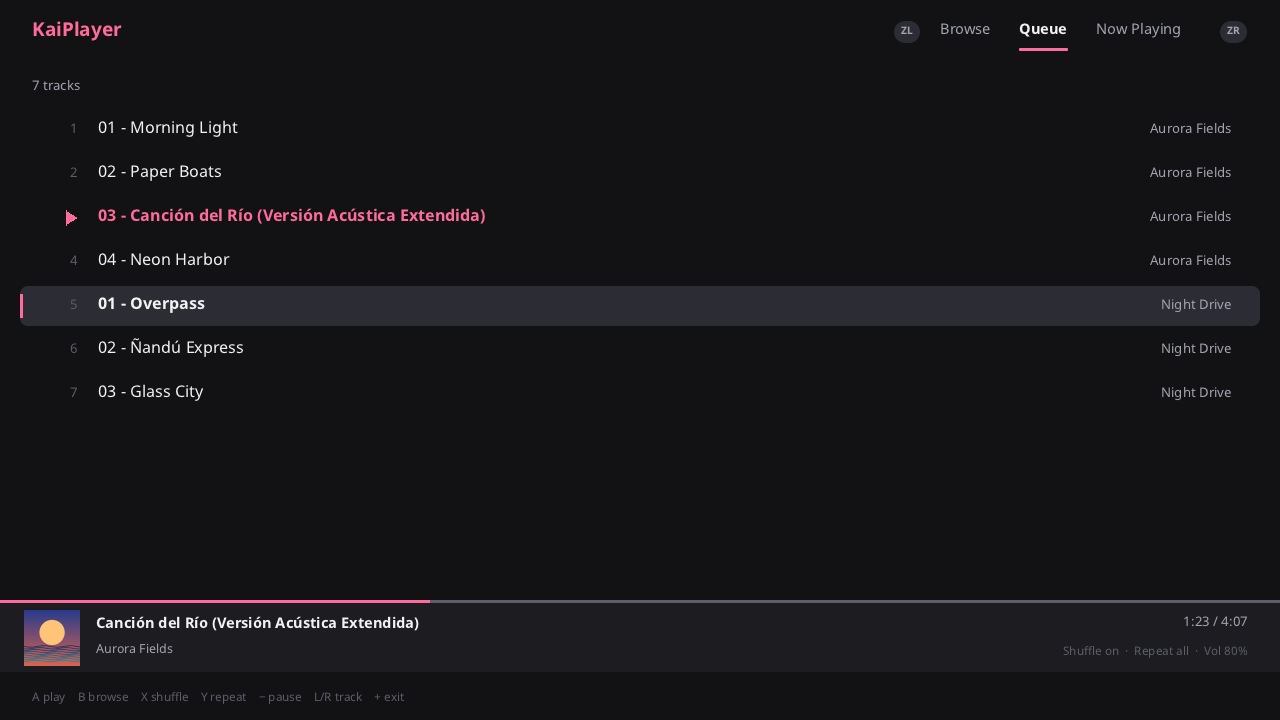 KaiPlayer ZL Browse Queue Now Playing ZR
7 tracks
1 01 - Morning Light Aurora Fields
2 02 - Paper Boats Aurora Fields
03 - Canción del Río (Versión Acústica Extendida) Aurora Fields
4 04 - Neon Harbor Aurora Fields
5 01 - Overpass Night Drive
6 02 - Ñandú Express Night Drive
7 03 - Glass City Night Drive
Canción del Río (Versión Acústica Extendida) 1:23 / 4:07
Aurora Fields Shuffle on · Repeat all · Vol 80%
A play B browse X shuffle Y repeat − pause L/R track + exit